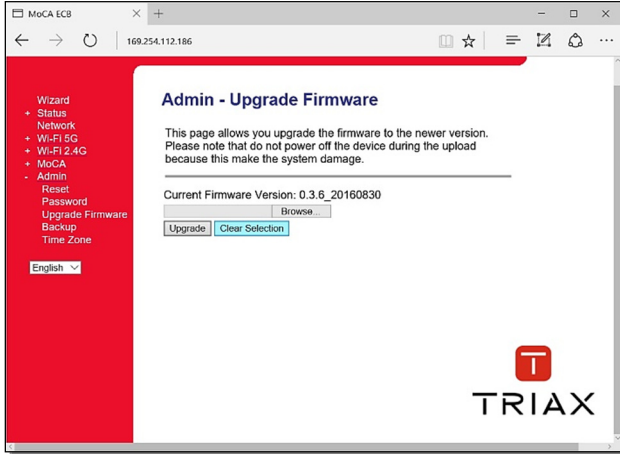 MoCA ECB
169.254.112.186
Wizard
+ Status
Network
+ Wi-Fi 5G
+ Wi-Fi 2.4G
+ MoCA
- Admin
Reset
Password
Upgrade Firmware
Backup
Time Zone
English
Admin - Upgrade Firmware
This page allows you upgrade the firmware to the newer version.
Please note that do not power off the device during the upload
because this make the system damage.
Current Firmware Version: 0.3.6_20160830
Browse...
Upgrade Clear Selection
T
TRIAX